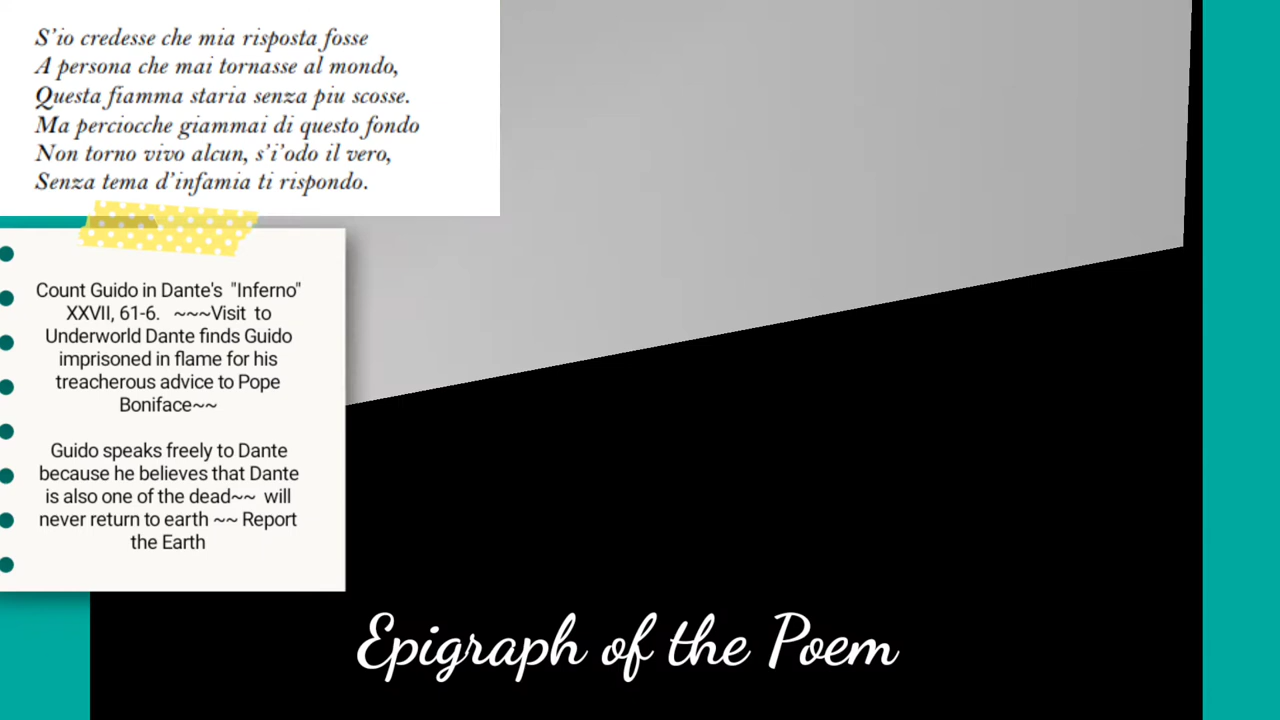 S’io credesse che mia risposta fosse
A persona che mai tornasse al mondo,
Questa fiamma staria senza piu scosse.
Ma perciocche giammai di questo fondo
Non torno vivo alcun, s’i’odo il vero,
Senza tema d’infamia ti rispondo.
Count Guido in Dante's "Inferno"
XXVII, 61-6. ~~~Visit to
Underworld Dante finds Guido
imprisoned in flame for his
treacherous advice to Pope
Boniface~~
Guido speaks freely to Dante
because he believes that Dante
is also one of the dead~~ will
never return to earth ~~ Report
the Earth
Epigraph of the Poem